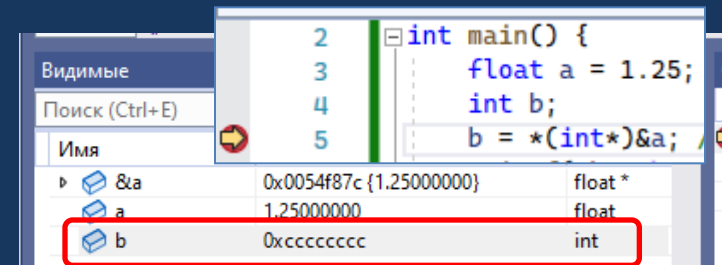 2 int main() {
3 float a = 1.25;
4 int b;
5 b = *(int*)&a; /
Видимые
Поиск (Ctrl+E)
Имя
&a 0x0054f87c {1.25000000} float *
a 1.25000000 float
b 0xcccccccc int